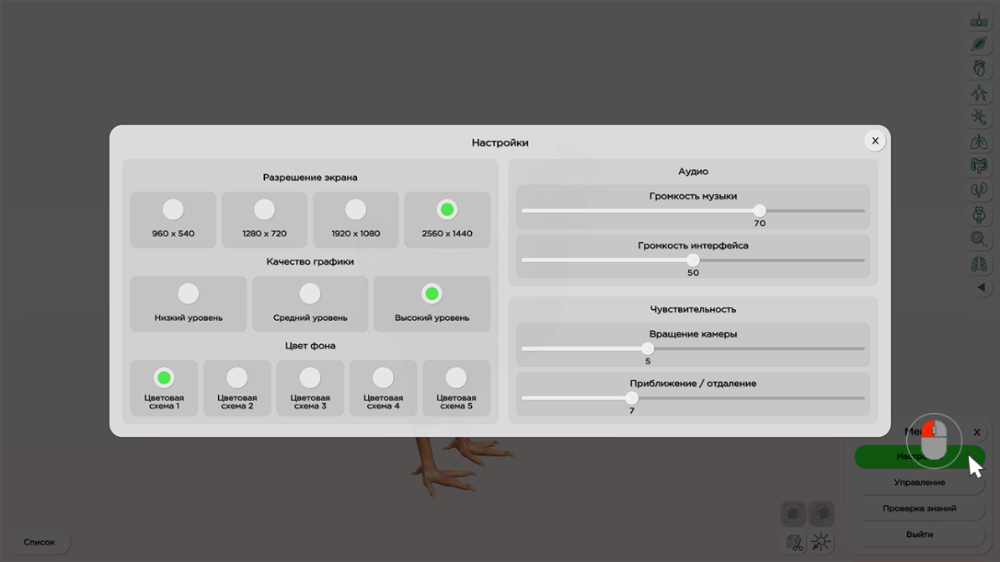 Настройки
X
Разрешение экрана
960 x 540
1280 x 720
1920 x 1080
2560 x 1440
Качество графики
Низкий уровень
Средний уровень
Высокий уровень
Цвет фона
Цветовая
схема 1
Цветовая
схема 2
Цветовая
схема 3
Цветовая
схема 4
Цветовая
схема 5
Аудио
Громкость музыки
70
Громкость интерфейса
50
Чувствительность
Вращение камеры
5
Приближение / отдаление
7
X
Управление
Проверка знаний
Выйти
Список